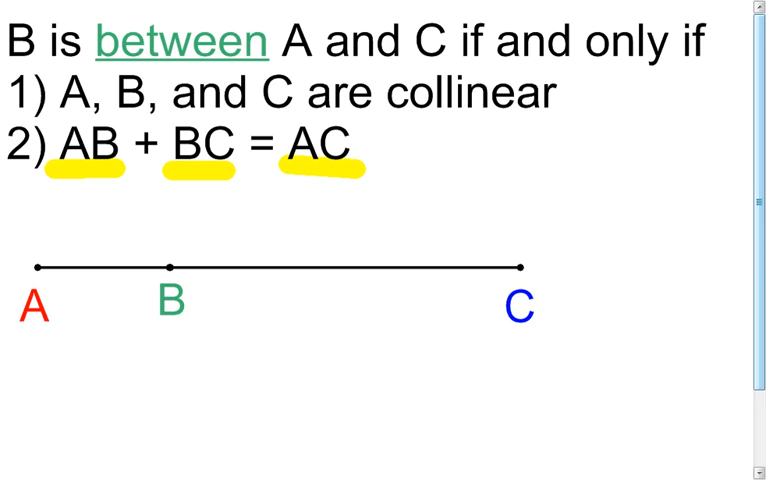 B is between A and C if and only if
1) A, B, and C are collinear
2) AB + BC = AC
A B C